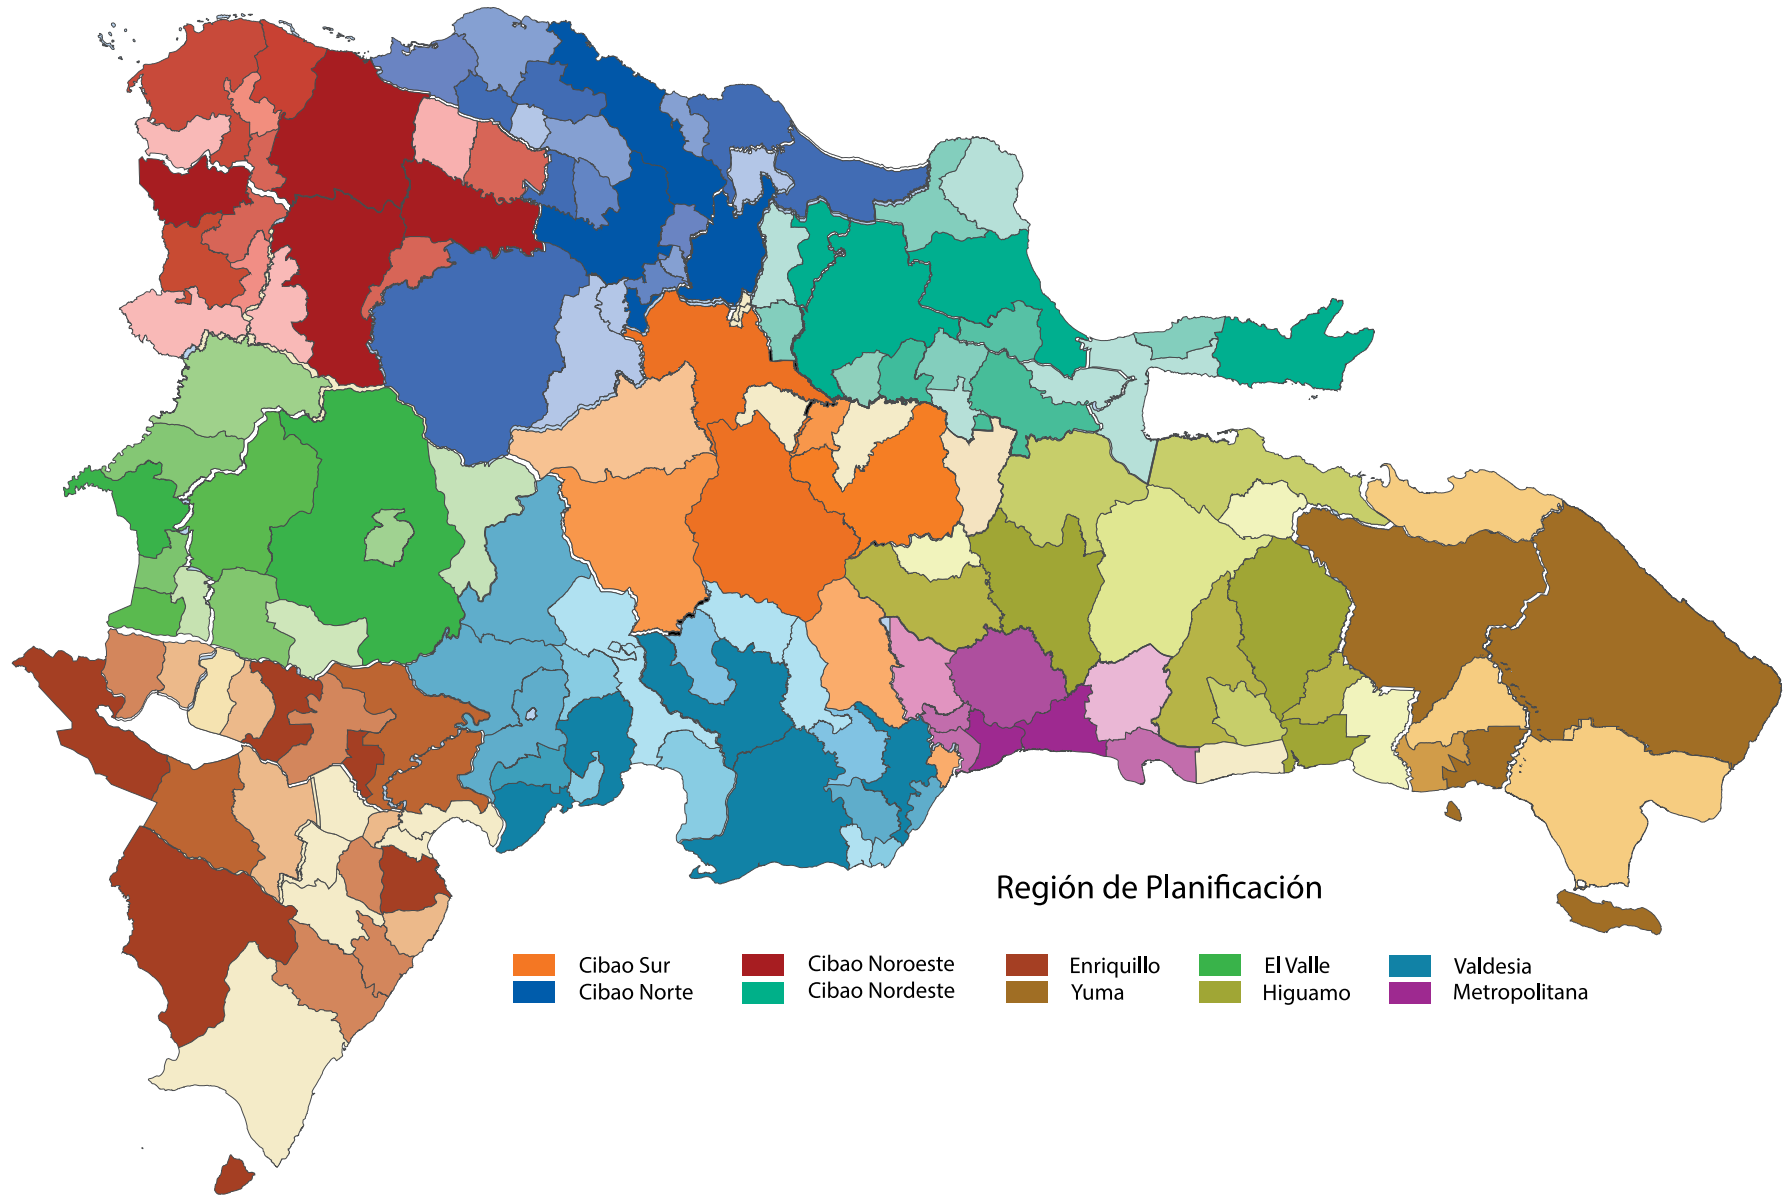 Región de Planificación
Cibao Sur
Cibao Noroeste
Enriquillo
El Valle
Valdesia
Cibao Norte
Cibao Nordeste
Yuma
Higuamo
Metropolitana